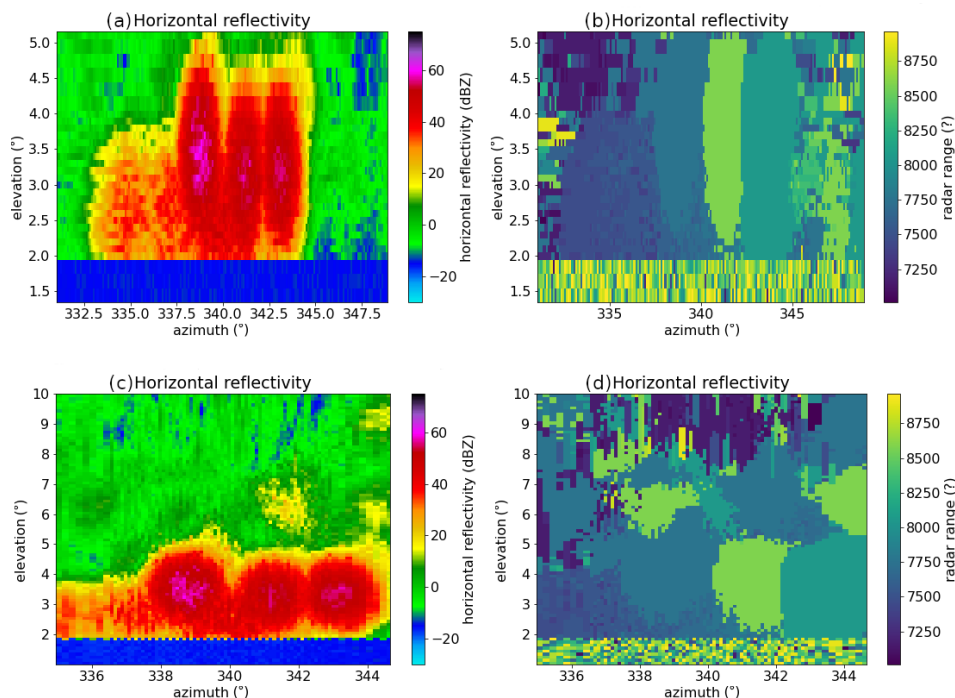 (a)Horizontal reflectivity
(b)Horizontal reflectivity
5.0
4.5
4.0
3.5
3.0
2.5
2.0
1.5
elevation (°)
332.5 335.0 337.5 340.0 342.5 345.0 347.5
azimuth (°)
60
40
20
0
−20
horizontal reflectivity (dBZ)
5.0
4.5
4.0
3.5
3.0
2.5
2.0
1.5
elevation (°)
335 340 345
azimuth (°)
8750
8500
8250
8000
7750
7500
7250
radar range (?)
(c)Horizontal reflectivity
(d)Horizontal reflectivity
10
9
8
7
6
5
4
3
2
elevation (°)
336 338 340 342 344
azimuth (°)
60
40
20
0
−20
horizontal reflectivity (dBZ)
10
9
8
7
6
5
4
3
2
elevation (°)
336 338 340 342 344
azimuth (°)
8750
8500
8250
8000
7750
7500
7250
radar range (?)